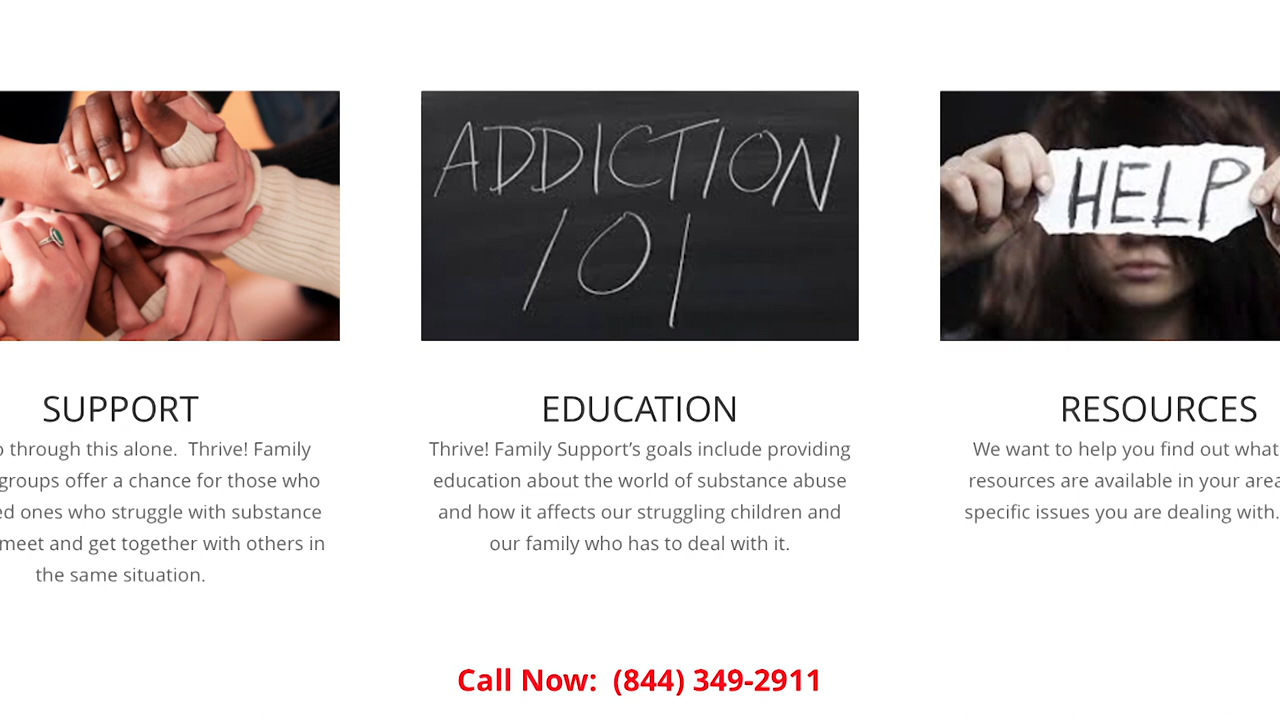 ADDICTION
101
HELP
SUPPORT
through this alone.  Thrive! Family
groups offer a chance for those who
ones who struggle with substance
meet and get together with others in
the same situation.
EDUCATION
Thrive! Family Support’s goals include providing
education about the world of substance abuse
and how it affects our struggling children and
our family who has to deal with it.
RESOURCES
We want to help you find out what
resources are available in your area
specific issues you are dealing with.
Call Now:  (844) 349-2911